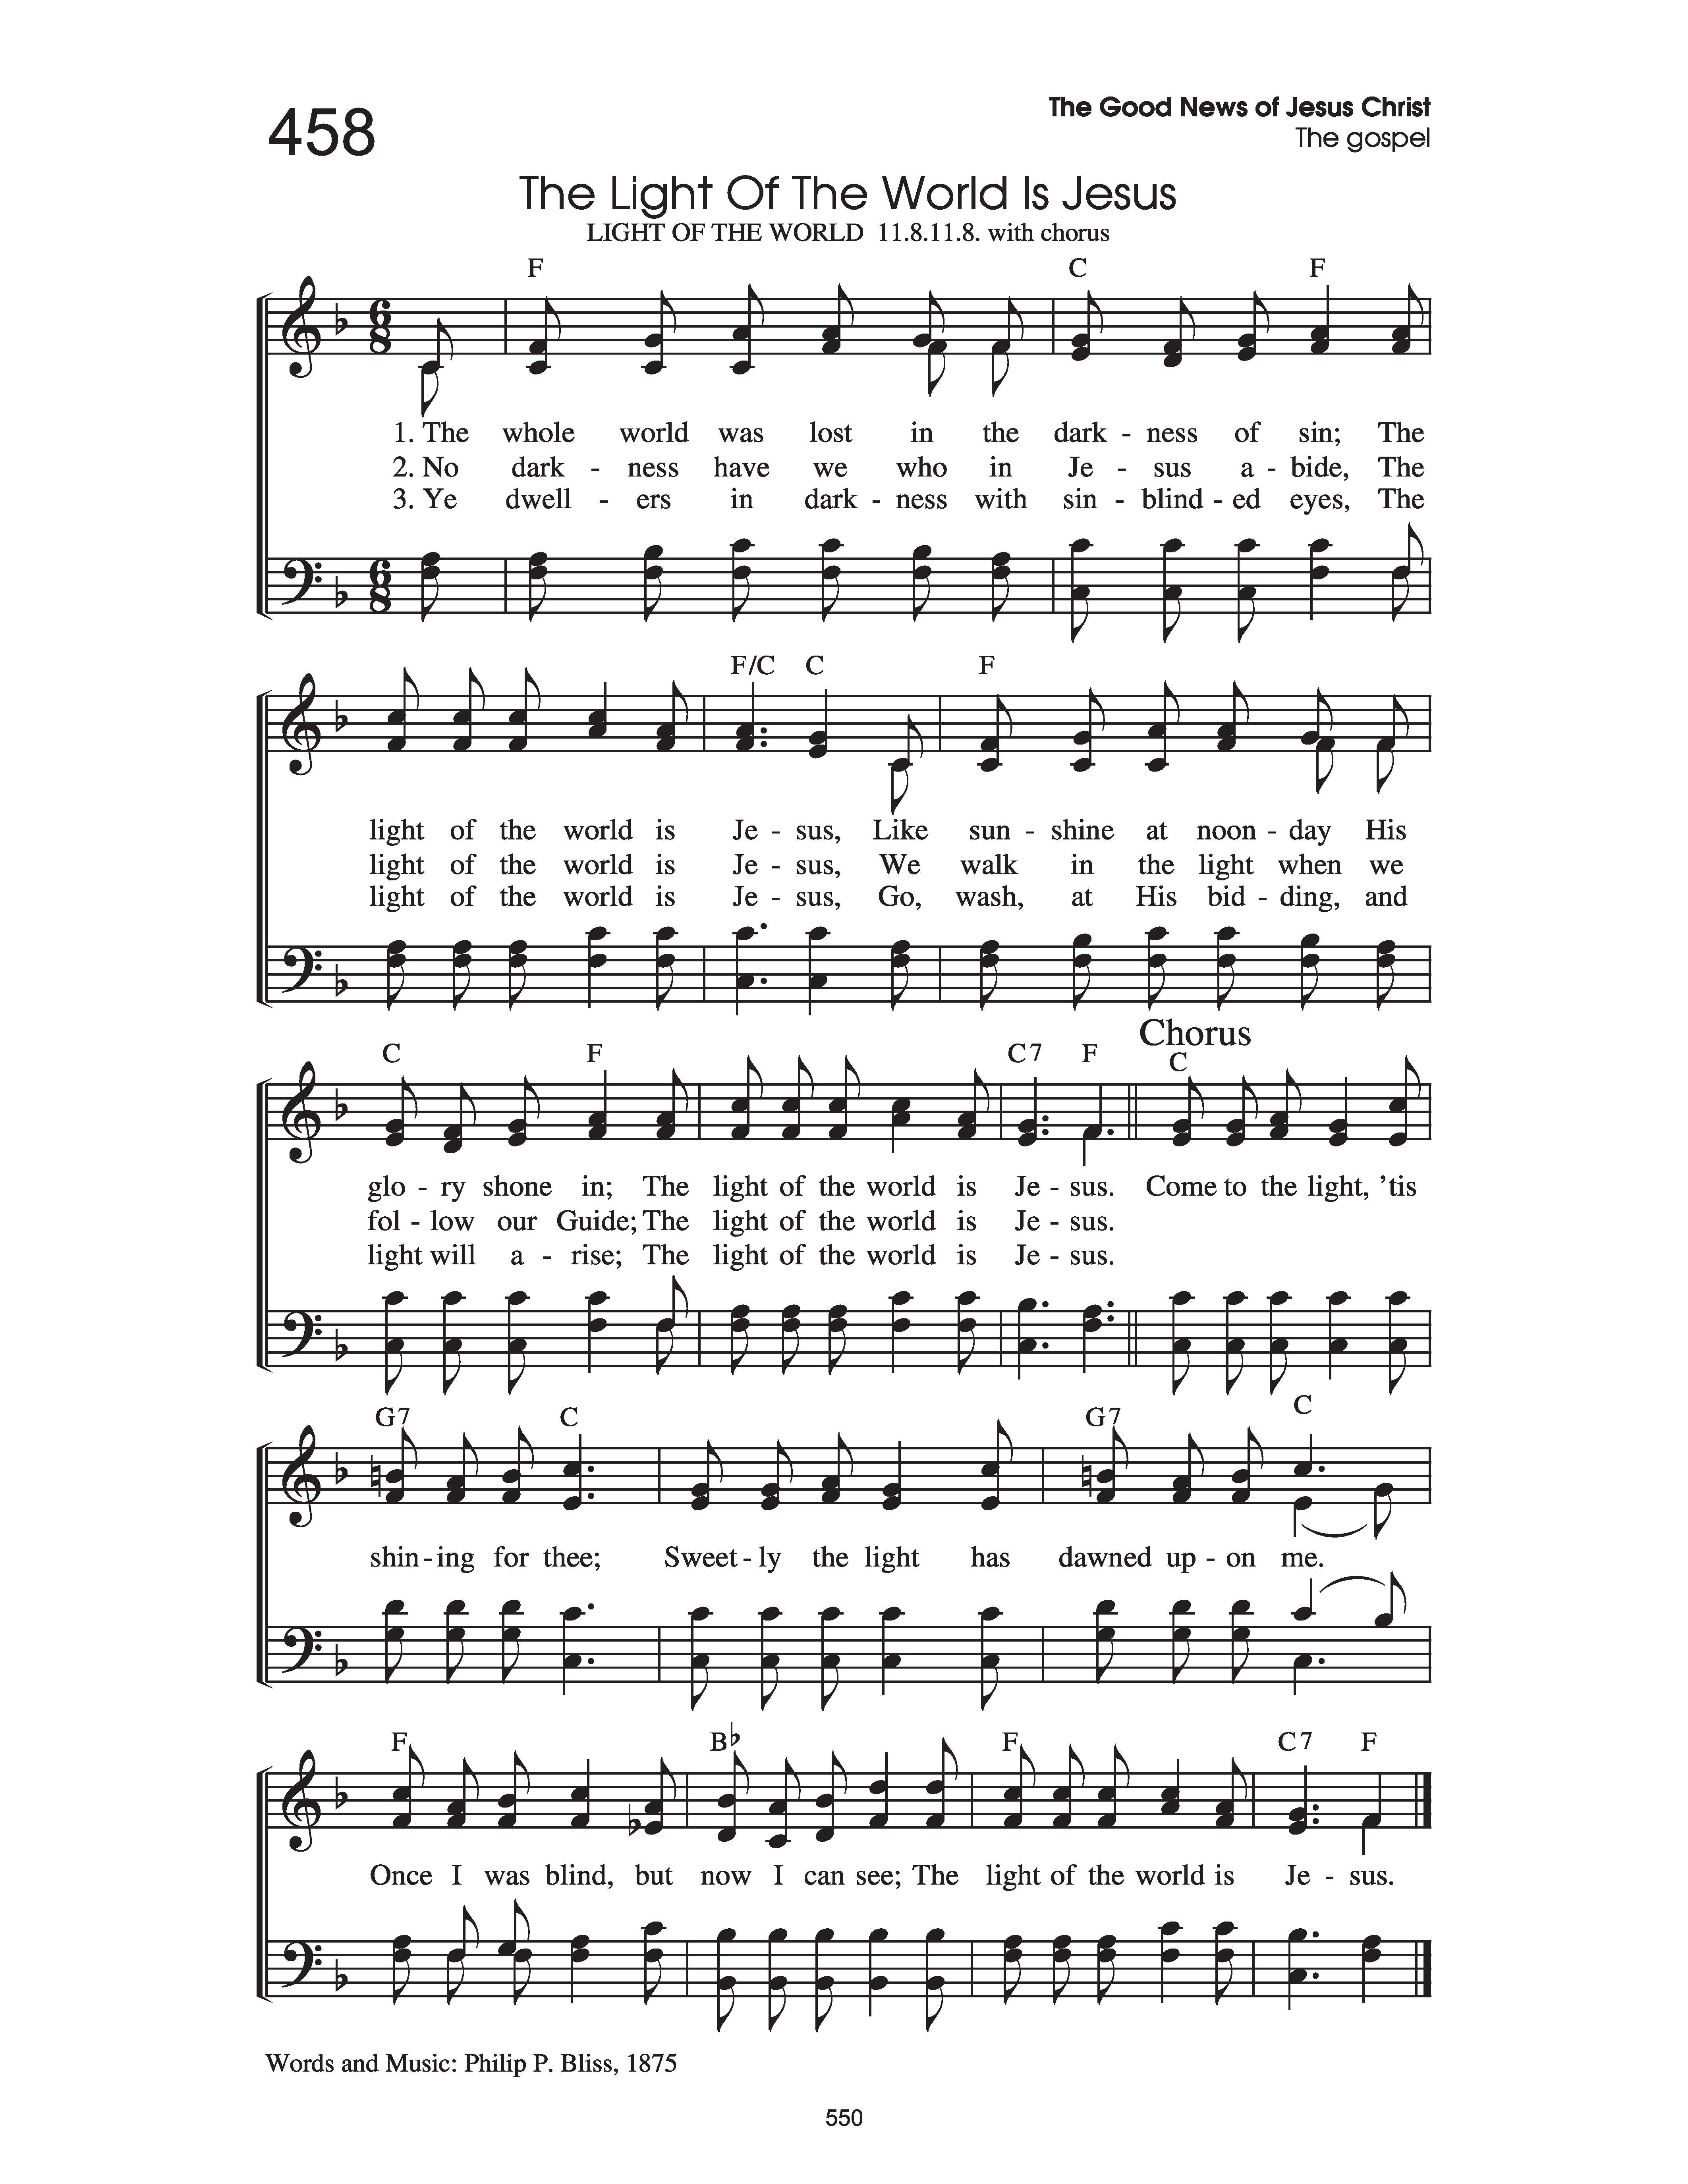 458
The Good News of Jesus Christ
The gospel
The Light Of The World Is Jesus
LIGHT OF THE WORLD 11.8.11.8. with chorus
F C F
6 8
1. The whole world was lost in the dark - ness of sin; The
2. No dark - ness have we who in Je - sus a - bide, The
3. Ye dwell - ers in dark - ness with sin - blind - ed eyes, The
6 8
F/C C F
light of the world is Je - sus, Like sun - shine at noon - day His
light of the world is Je - sus, We walk in the light when we
light of the world is Je - sus, Go, wash, at His bid - ding, and
Chorus
C F C7 F C
glo - ry shone in; The light of the world is Je - sus. Come to the light, ’tis
fol - low our Guide; The light of the world is Je - sus.
light will a - rise; The light of the world is Je - sus.
G7 C G7 C
shin - ing for thee; Sweet - ly the light has dawned up - on me.
F B♭ F C7 F
Once I was blind, but now I can see; The light of the world is Je - sus.
Words and Music: Philip P. Bliss, 1875
550